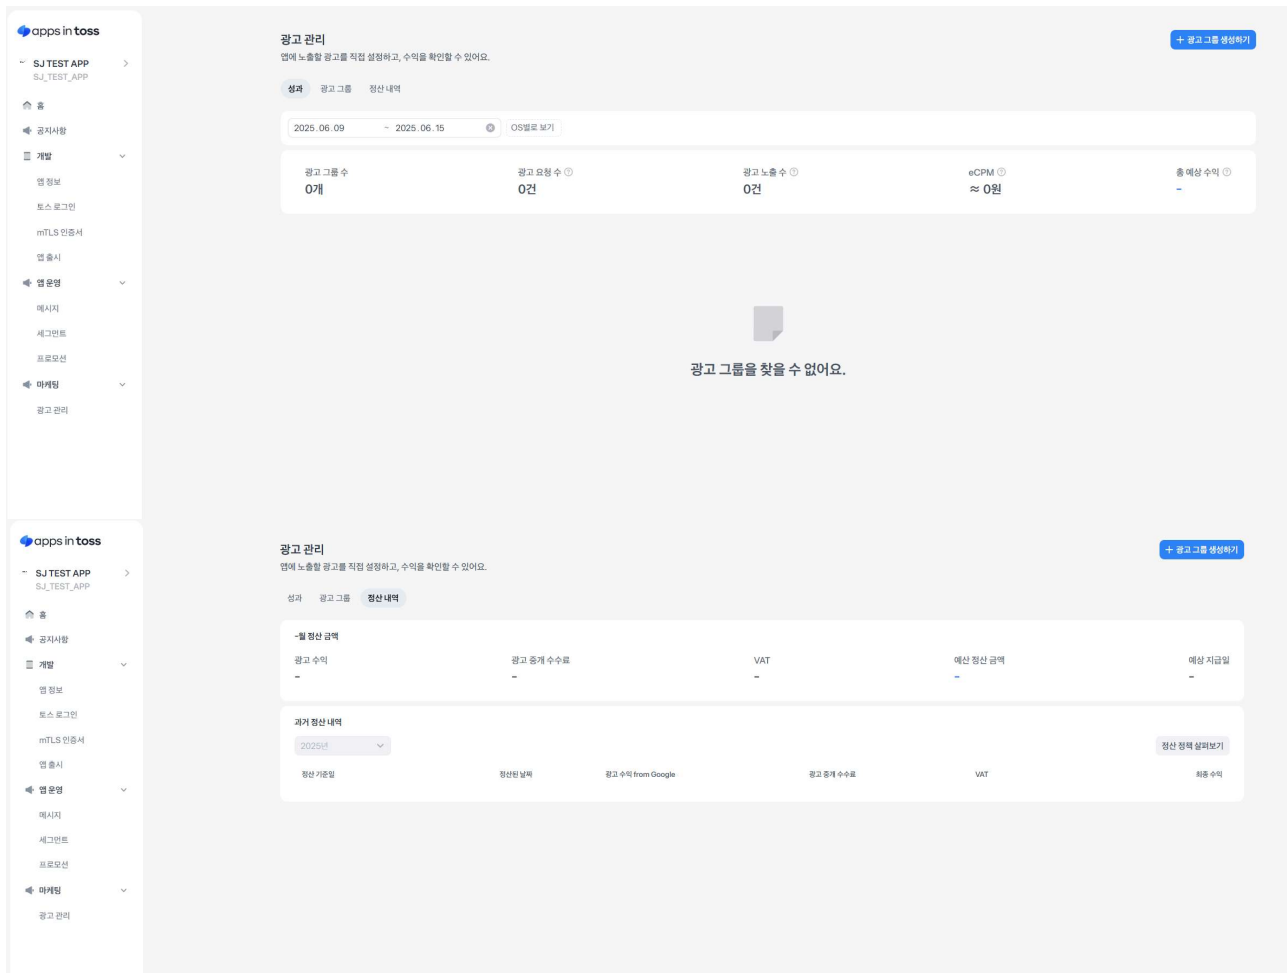 apps in toss
SJ TEST APP
SJ_TEST_APP
홈
공지사항
개발
앱 정보
토스 로그인
mTLS 인증서
앱 출시
앱 운영
메시지
세그먼트
프로모션
마케팅
광고 관리
광고 관리
앱에 노출할 광고를 직접 설정하고, 수익을 확인할 수 있어요.
+ 광고 그룹 생성하기
성과 광고 그룹 정산 내역
2025.06.09 ~ 2025.06.15 OS별로 보기
광고 그룹 수 광고 요청 수 광고 노출 수 eCPM 총 예상 수익
0개 0건 0건 ≈ 0원 -
광고 그룹을 찾을 수 없어요.
apps in toss
SJ TEST APP
SJ_TEST_APP
홈
공지사항
개발
앱 정보
토스 로그인
mTLS 인증서
앱 출시
앱 운영
메시지
세그먼트
프로모션
마케팅
광고 관리
광고 관리
앱에 노출할 광고를 직접 설정하고, 수익을 확인할 수 있어요.
+ 광고 그룹 생성하기
성과 광고 그룹 정산 내역
-월 정산 금액
광고 수익 광고 중개 수수료 VAT 예산 정산 금액 예상 지급일
- - - - -
과거 정산 내역
2025년 정산 정책 살펴보기
정산 기준일 정산된 날짜 광고 수익 from Google 광고 중개 수수료 VAT 최종 수익